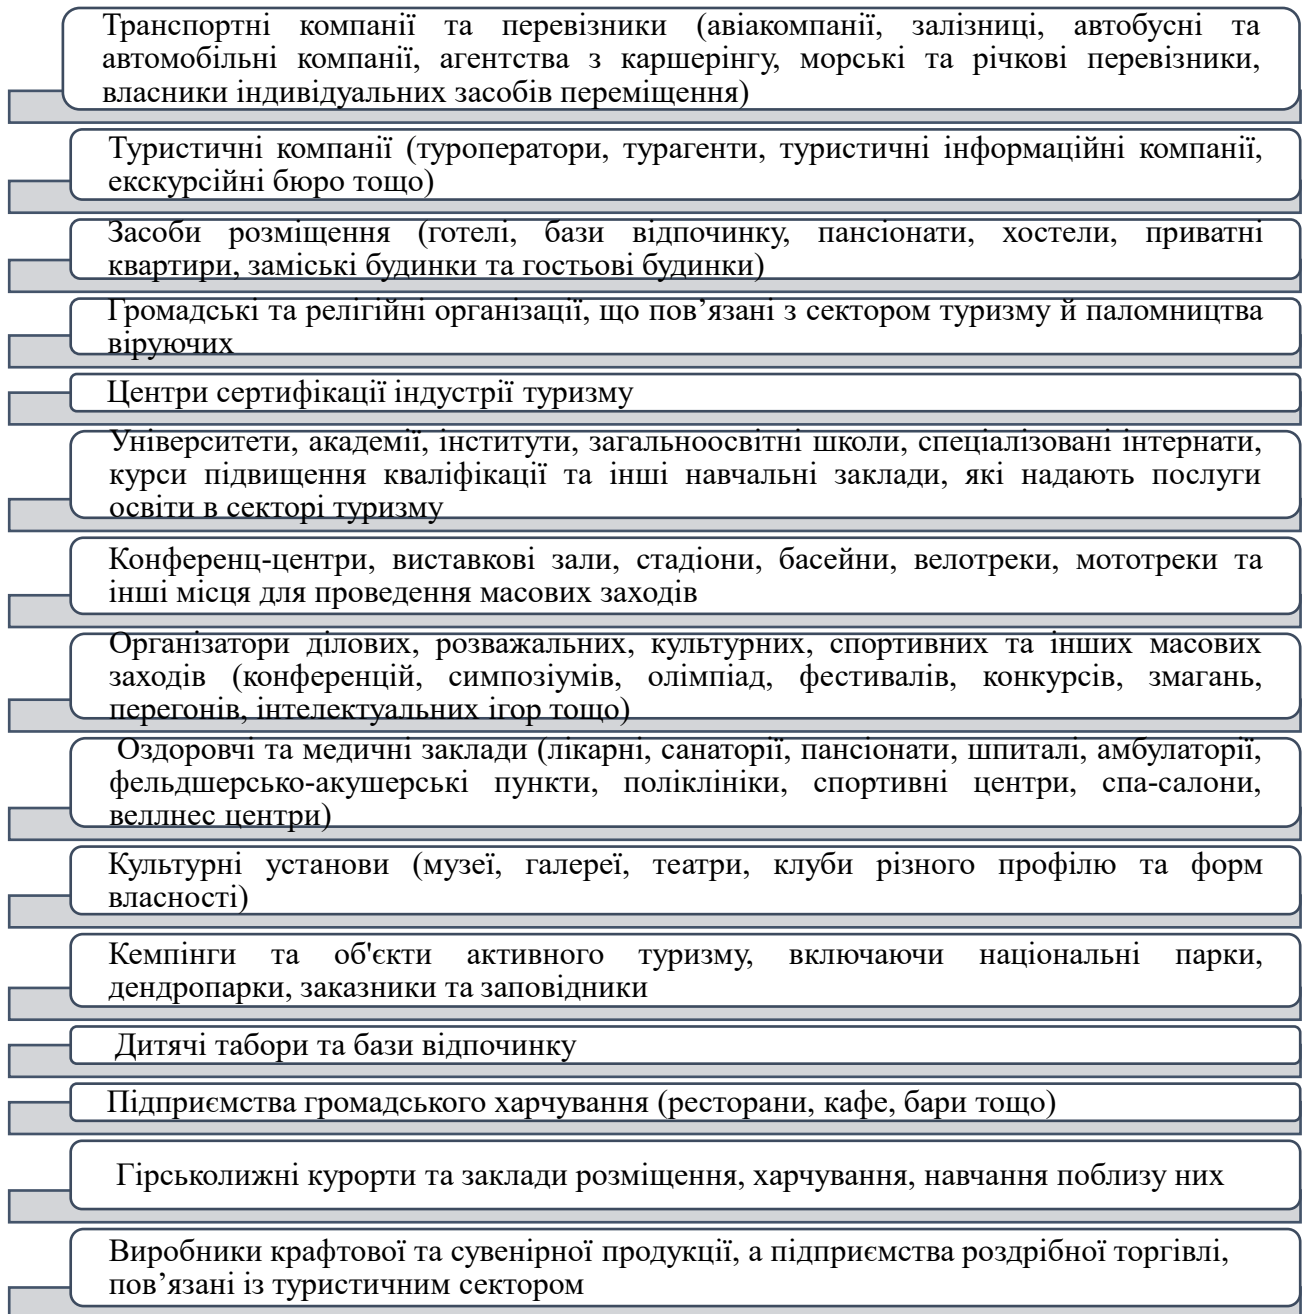 Транспортні компанії та перевізники (авіакомпанії, залізниці, автобусні та
автомобільні компанії, агентства з каршерінгу, морські та річкові перевізники,
власники індивідуальних засобів переміщення)
Туристичні компанії (туроператори, турагенти, туристичні інформаційні компанії,
екскурсійні бюро тощо)
Засоби розміщення (готелі, бази відпочинку, пансіонати, хостели, приватні
квартири, заміські будинки та гостьові будинки)
Громадські та релігійні організації, що пов’язані з сектором туризму й паломництва
віруючих
Центри сертифікації індустрії туризму
Університети, академії, інститути, загальноосвітні школи, спеціалізовані інтернати,
курси підвищення кваліфікації та інші навчальні заклади, які надають послуги
освіти в секторі туризму
Конференц-центри, виставкові зали, стадіони, басейни, велотреки, мототреки та
інші місця для проведення масових заходів
Організатори ділових, розважальних, культурних, спортивних та інших масових
заходів (конференцій, симпозіумів, олімпіад, фестивалів, конкурсів, змагань,
перегонів, інтелектуальних ігор тощо)
Оздоровчі та медичні заклади (лікарні, санаторії, пансіонати, шпиталі, амбулаторії,
фельдшерсько-акушерські пункти, поліклініки, спортивні центри, спа-салони,
веллнес центри)
Культурні установи (музеї, галереї, театри, клуби різного профілю та форм
власності)
Кемпінги та об'єкти активного туризму, включаючи національні парки,
дендропарки, заказники та заповідники
Дитячі табори та бази відпочинку
Підприємства громадського харчування (ресторани, кафе, бари тощо)
Гірськолижні курорти та заклади розміщення, харчування, навчання поблизу них
Виробники крафтової та сувенірної продукції, а підприємства роздрібної торгівлі,
пов’язані із туристичним сектором